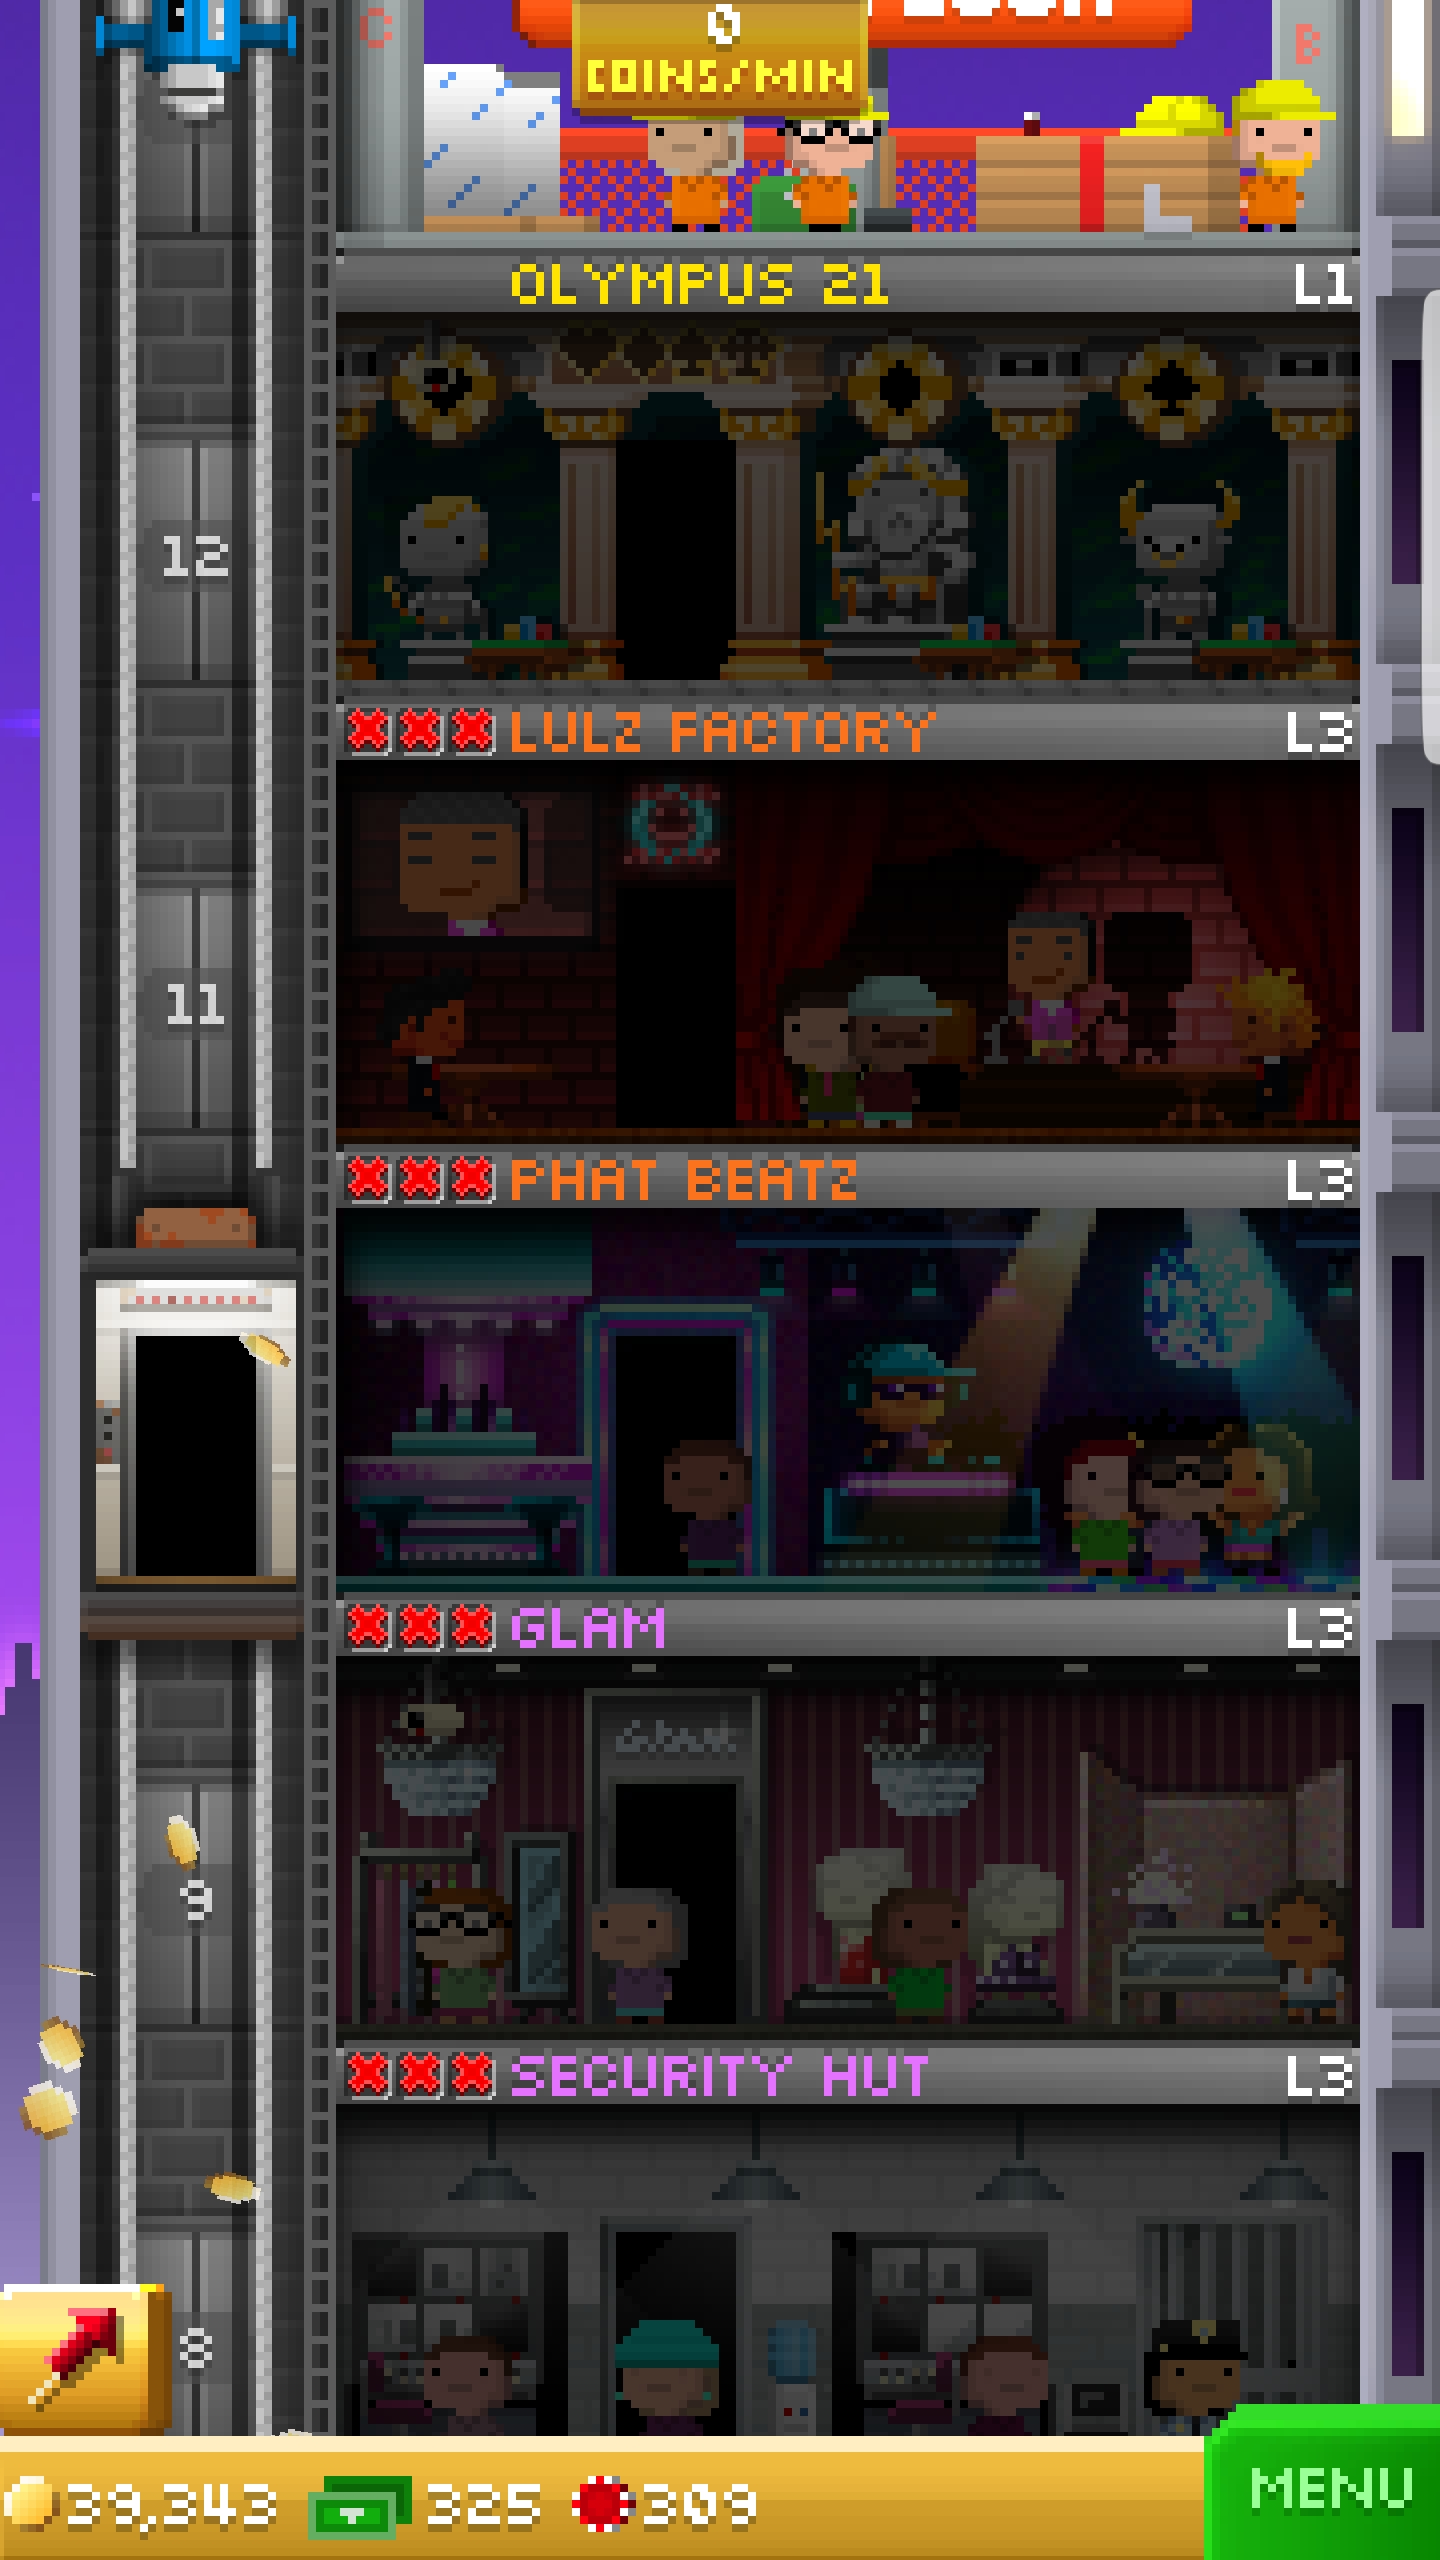 C
B
0
COINS/MIN
OLYMPUS 21 L1
12
LULZ FACTORY L3
11
PHAT BEATZ L3
GLAM L3
Glam
9
SECURITY HUT L3
8
39,343 325 309
MENU